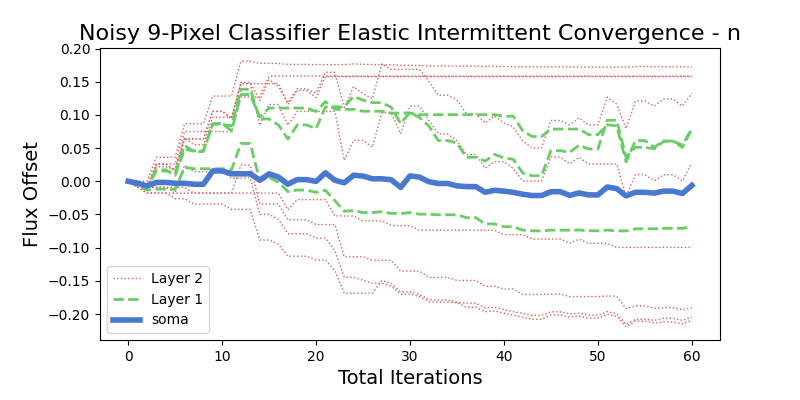 Noisy 9-Pixel Classifier Elastic Intermittent Convergence - n
Flux Offset
0.20
0.15
0.10
0.05
0.00
−0.05
−0.10
−0.15
−0.20
Layer 2
Layer 1
soma
0 10 20 30 40 50 60
Total Iterations